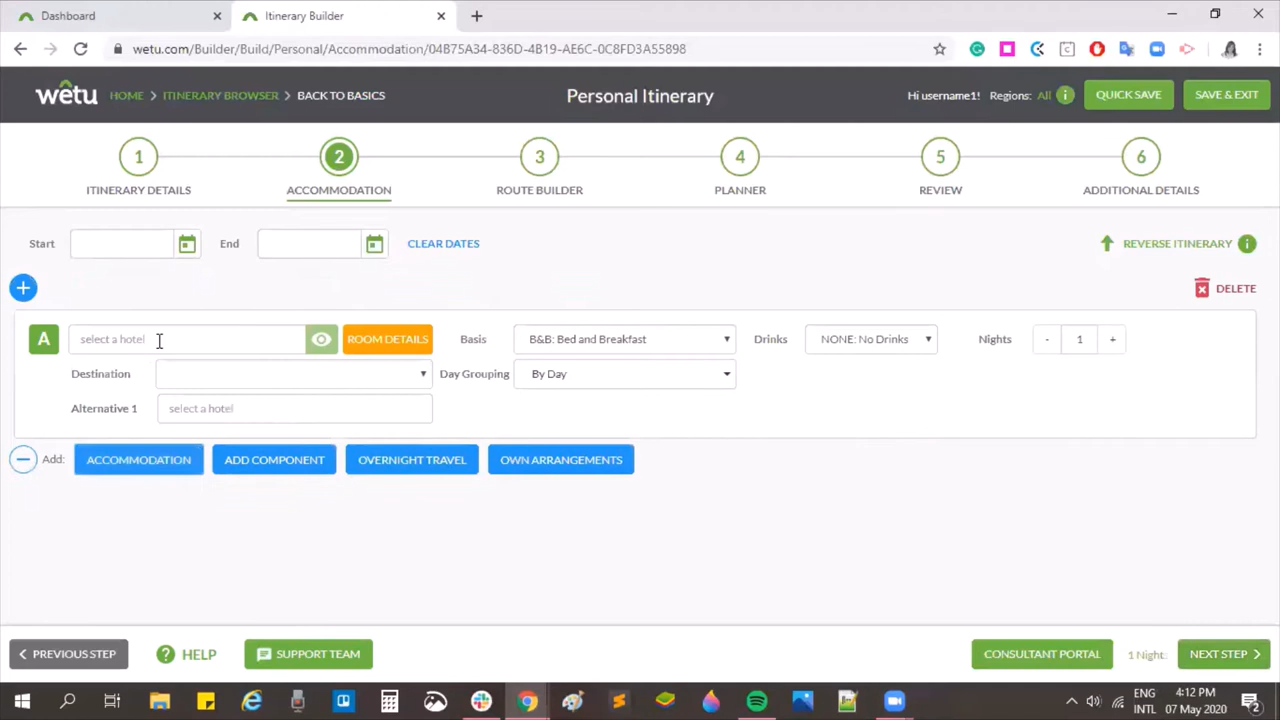 Dashboard
Itinerary Builder
wetu.com/Builder/Build/Personal/Accommodation/04B75A34-836D-4B19-AE6C-0C8FD3A55898
wetu HOME > ITINERARY BROWSER > BACK TO BASICS
Personal Itinerary
Hi username1! Regions: All i QUICK SAVE SAVE & EXIT
1 2 3 4 5 6
ITINERARY DETAILS ACCOMMODATION ROUTE BUILDER PLANNER REVIEW ADDITIONAL DETAILS
Start End CLEAR DATES REVERSE ITINERARY i
DELETE
A select a hotel ROOM DETAILS Basis B&B: Bed and Breakfast Drinks NONE: No Drinks Nights - 1 +
Destination Day Grouping By Day
Alternative 1 select a hotel
Add: ACCOMMODATION ADD COMPONENT OVERNIGHT TRAVEL OWN ARRANGEMENTS
< PREVIOUS STEP ? HELP SUPPORT TEAM CONSULTANT PORTAL 1 Night: NEXT STEP >
ENG 4:12 PM
INTL 07 May 2020 2